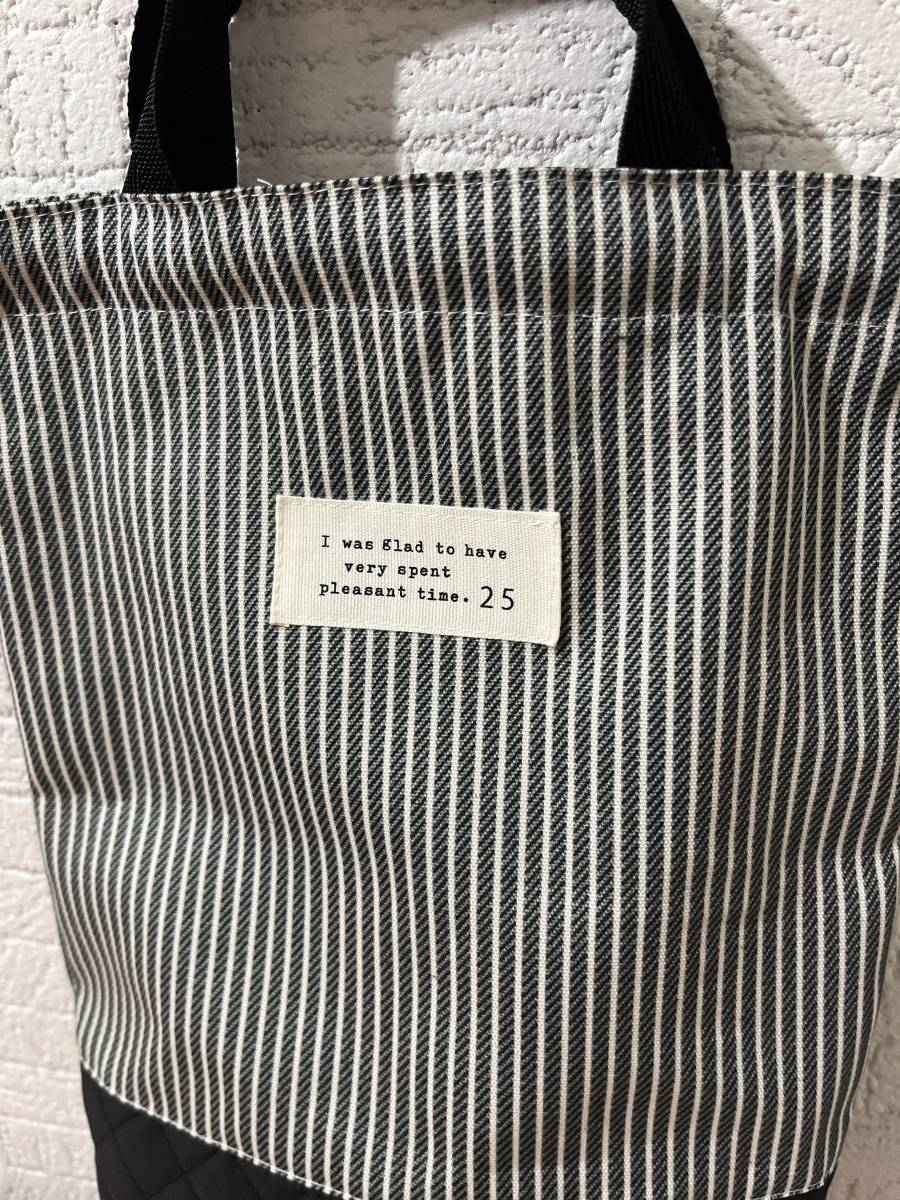 I was glad to have
very spent
pleasant time. 25